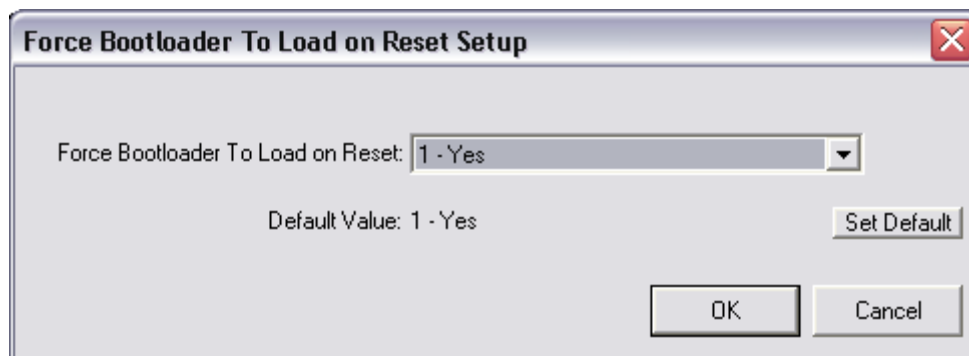 Force Bootloader To Load on Reset Setup
Force Bootloader To Load on Reset: 1 - Yes
Default Value: 1 - Yes Set Default
OK Cancel